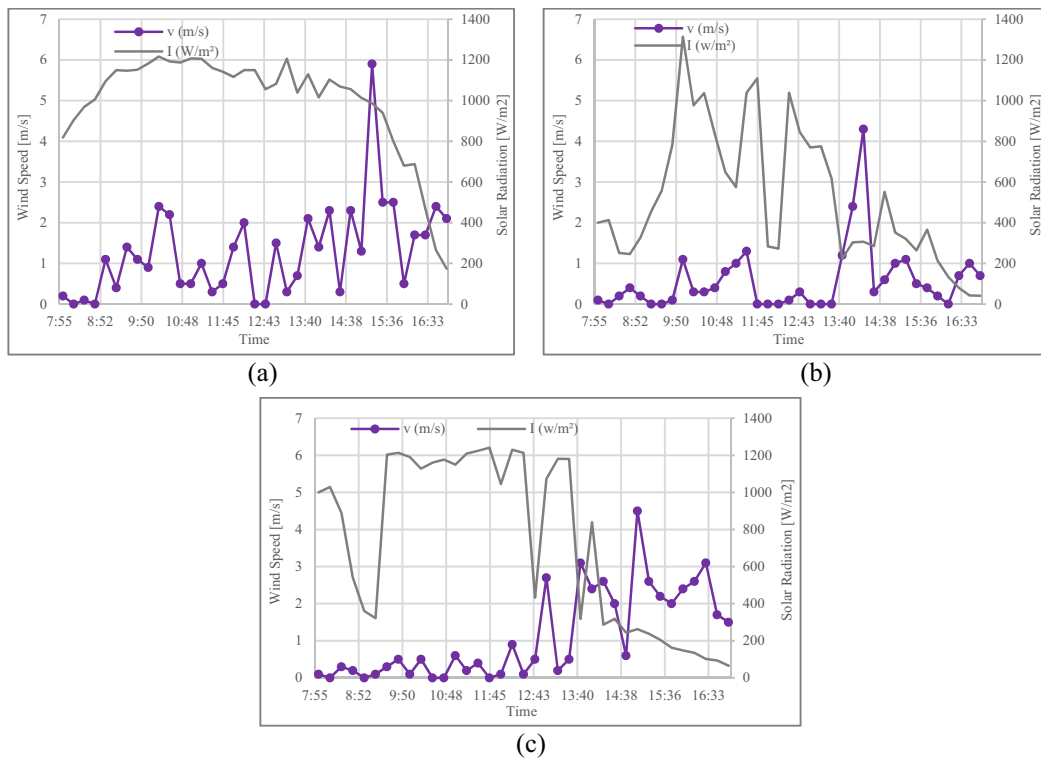 v (m/s)
I (W/m²)
Wind Speed [m/s]
7
6
5
4
3
2
1
0
1400
1200
1000
800
600
400
200
0
Solar Radiation [W/m2]
7:55 8:52 9:50 10:48 11:45 12:43 13:40 14:38 15:36 16:33
Time
(a)
v (m/s)
I (w/m²)
Wind Speed [m/s]
7
6
5
4
3
2
1
0
1400
1200
1000
800
600
400
200
0
Solar Radiation [W/m2]
7:55 8:52 9:50 10:48 11:45 12:43 13:40 14:38 15:36 16:33
Time
(b)
v (m/s) I (w/m²)
Wind Speed [m/s]
7
6
5
4
3
2
1
0
1400
1200
1000
800
600
400
200
0
Solar Radiation [W/m2]
7:55 8:52 9:50 10:48 11:45 12:43 13:40 14:38 15:36 16:33
Time
(c)